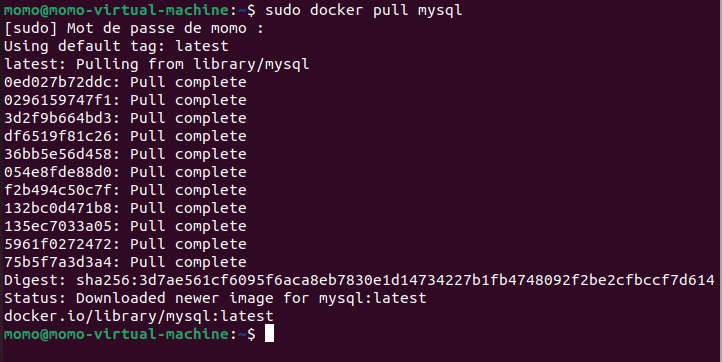 momo@momo-virtual-machine:~$ sudo docker pull mysql
[sudo] Mot de passe de momo :
Using default tag: latest
latest: Pulling from library/mysql
0ed027b72ddc: Pull complete
0296159747f1: Pull complete
3d2f9b664bd3: Pull complete
df6519f81c26: Pull complete
36bb5e56d458: Pull complete
054e8fde88d0: Pull complete
f2b494c50c7f: Pull complete
132bc0d471b8: Pull complete
135ec7033a05: Pull complete
5961f0272472: Pull complete
75b5f7a3d3a4: Pull complete
Digest: sha256:3d7ae561cf6095f6aca8eb7830e1d14734227b1fb4748092f2be2cfbccf7d614
Status: Downloaded newer image for mysql:latest
docker.io/library/mysql:latest
momo@momo-virtual-machine:~$